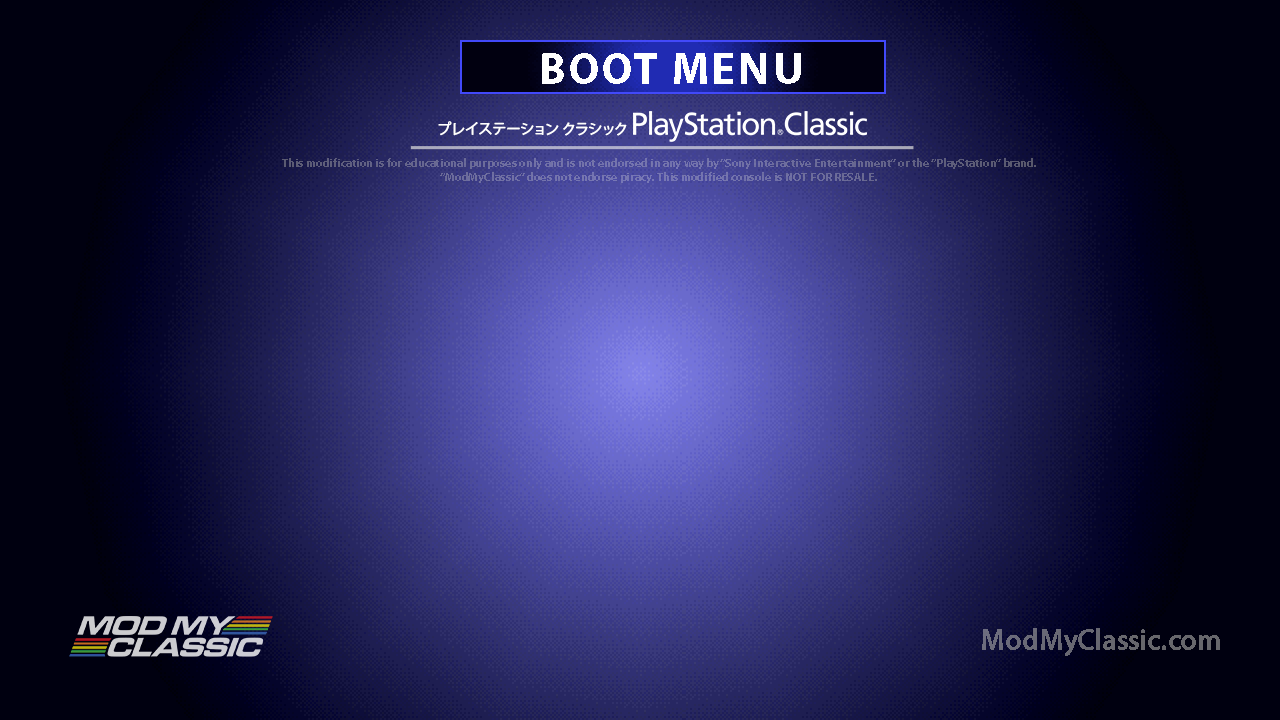 BOOT MENU
プレイステーション クラシック PlayStation®Classic
This modification is for educational purposes only and is not endorsed in any way by "Sony Interactive Entertainment" or the "PlayStation" brand.
"ModMyClassic" does not endorse piracy. This modified console is NOT FOR RESALE.
MOD MY
CLASSIC
ModMyClassic.com